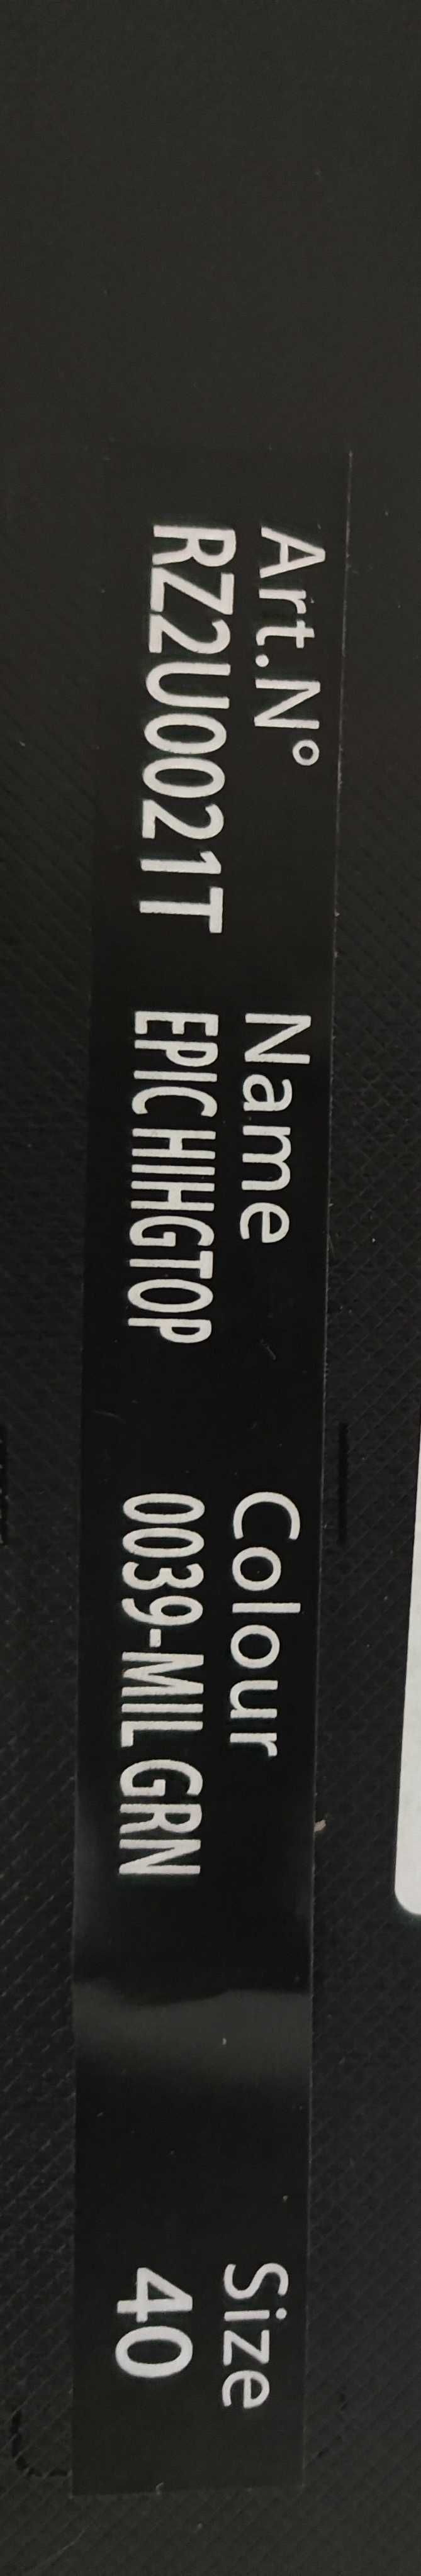 Art.N° Name Colour Size
RZ2U0021T EPIC HIHGTOP 0039-MIL GRN 40